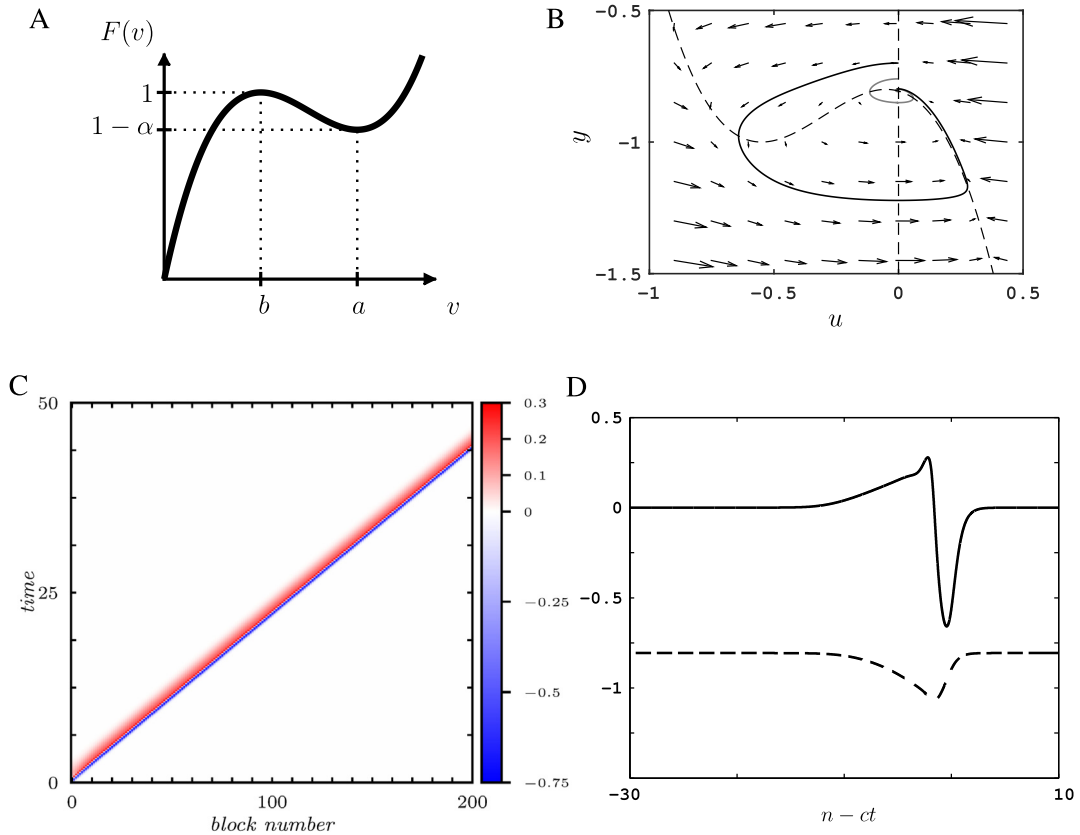 A
F(v)
1
1 − α
b
a
v
B
−0.5
y
−1
−1.5
−1
−0.5
0
0.5
u
C
50
time
25
0
0
100
200
block number
0.3
0.2
0.1
0
−0.25
−0.5
−0.75
D
0.5
0
−0.5
−1
−30
10
n − ct